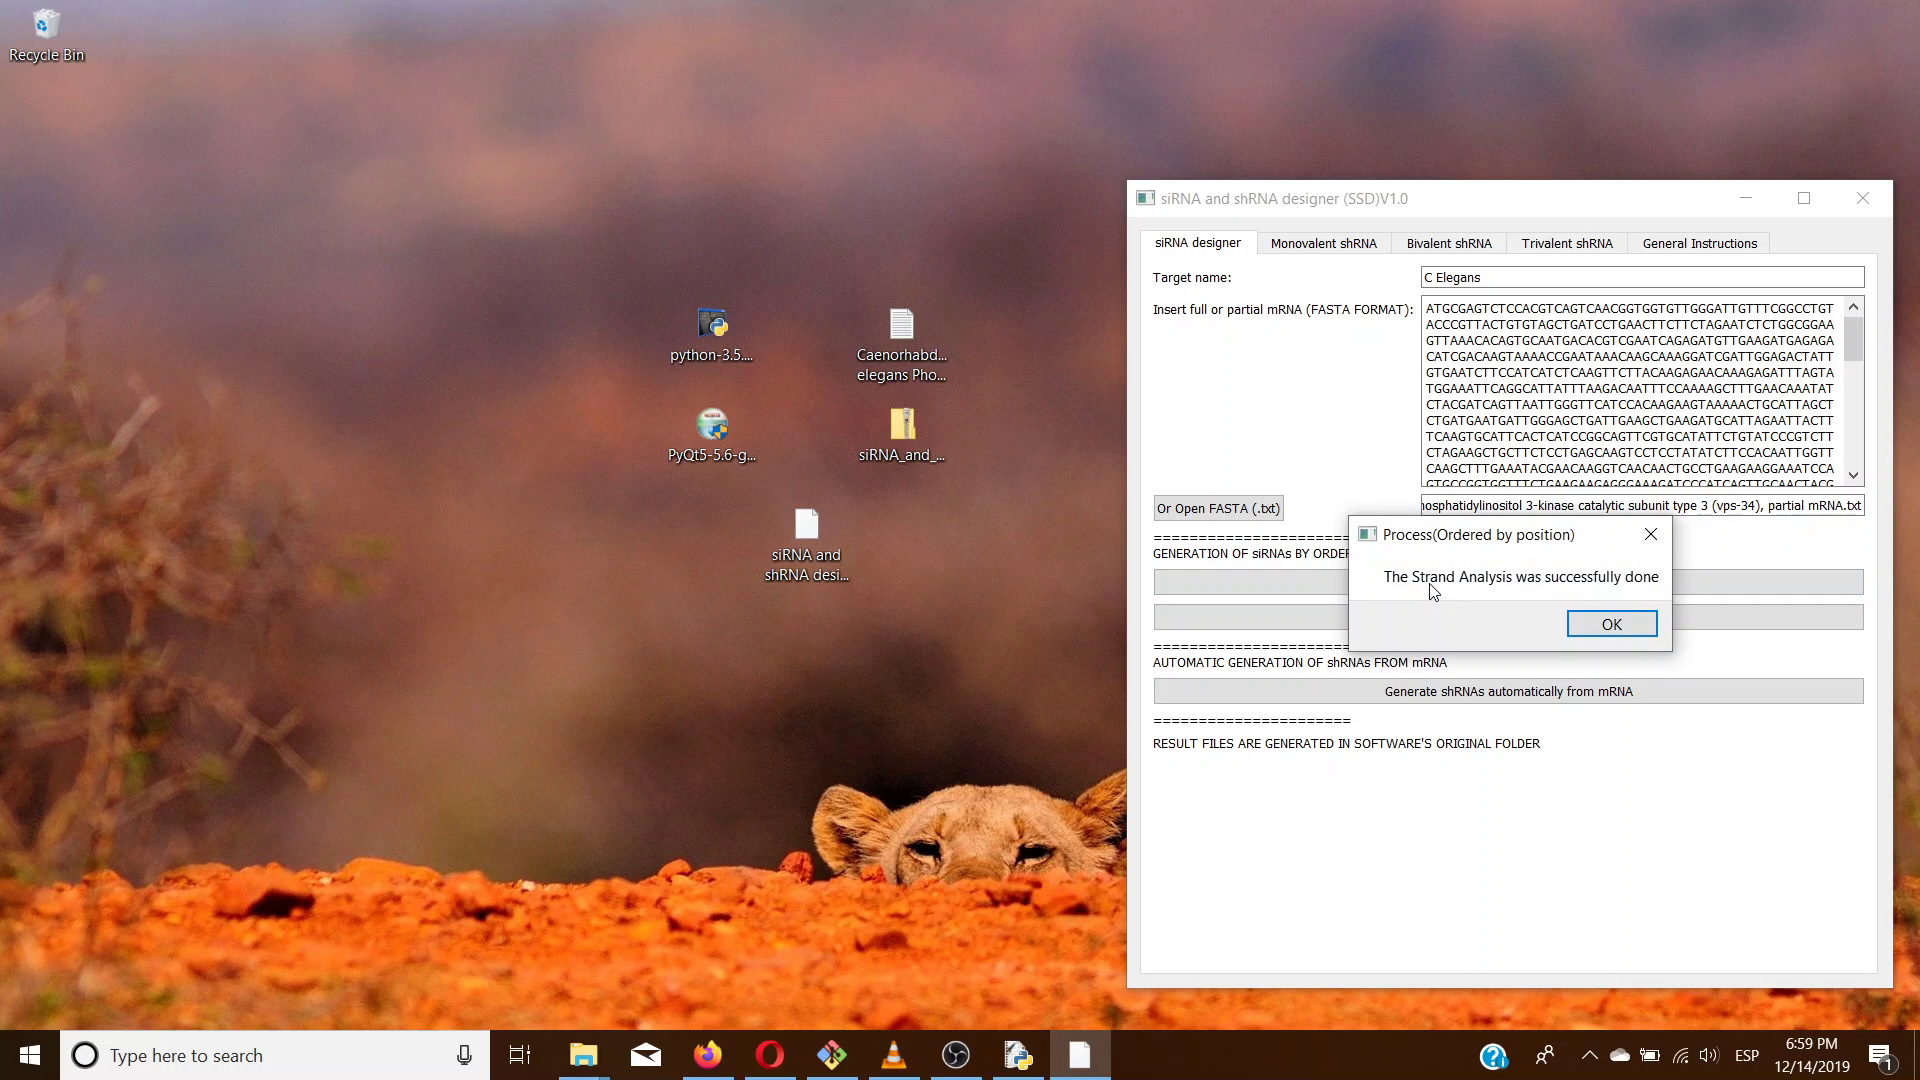 Recycle Bin
python-3.5....
Caenorhabd...
elegans Pho...
PyQt5-5.6-g...
siRNA_and_...
siRNA and
shRNA desi...
siRNA and shRNA designer (SSD)V1.0
siRNA designer
Monovalent shRNA
Bivalent shRNA
Trivalent shRNA
General Instructions
Target name:
C Elegans
Insert full or partial mRNA (FASTA FORMAT):
ATGCGAGTCTCCACGTCAGTCAACGGTGGTGTTGGGATTGTTTCGGCCTGT
ACCCGTTACTGTGTAGCTGATCCTGAACTTCTTCTAGAATCTCTGGCGGAA
GTTAAACACAGTGCAATGACACGTCGAATCAGAGATGTTGAAGATGAGAGA
CATCGACAAGTAAAACCGAATAAACAAGCAAAGGATCGATTGGAGACTATT
GTGAATCTTCCATCATCTCAAGTTCTTACAAGAGAACAAAGAGATTTAGTA
TGGAAATTCAGGCATTATTTAAGACAATTTCCAAAAGCTTTGAACAAATAT
CTACGATCAGTTAATTGGGTTCATCCACAAGAAGTAAAAACTGCATTAGCT
CTGATGAATGATTGGGAGCTGATTGAAGCTGAAGATGCATTAGAATTACTT
TCAAGTGCATTCACTCATCCGGCAGTTCGTGCATATTCTGTATCCCGTCTT
CTAGAAGCTGCTTCTCCTGAGCAAGTCCTCCTATATCTTCCACAATTGGTT
CAAGCTTTGAAATACGAACAAGGTCAACAACTGCCTGAAGAAGGAAATCCA
GTGCCGGTGGTTTCTGAAGAAGAGGGAAAGATCCCATCAGTTGCAACTACG
Or Open FASTA (.txt)
hosphatidylinositol 3-kinase catalytic subunit type 3 (vps-34), partial mRNA.txt
======================
GENERATION OF siRNAs BY ORDE
Process(Ordered by position)
The Strand Analysis was successfully done
OK
======================
AUTOMATIC GENERATION OF shRNAs FROM mRNA
Generate shRNAs automatically from mRNA
======================
RESULT FILES ARE GENERATED IN SOFTWARE'S ORIGINAL FOLDER
Type here to search
ESP
6:59 PM
12/14/2019
1